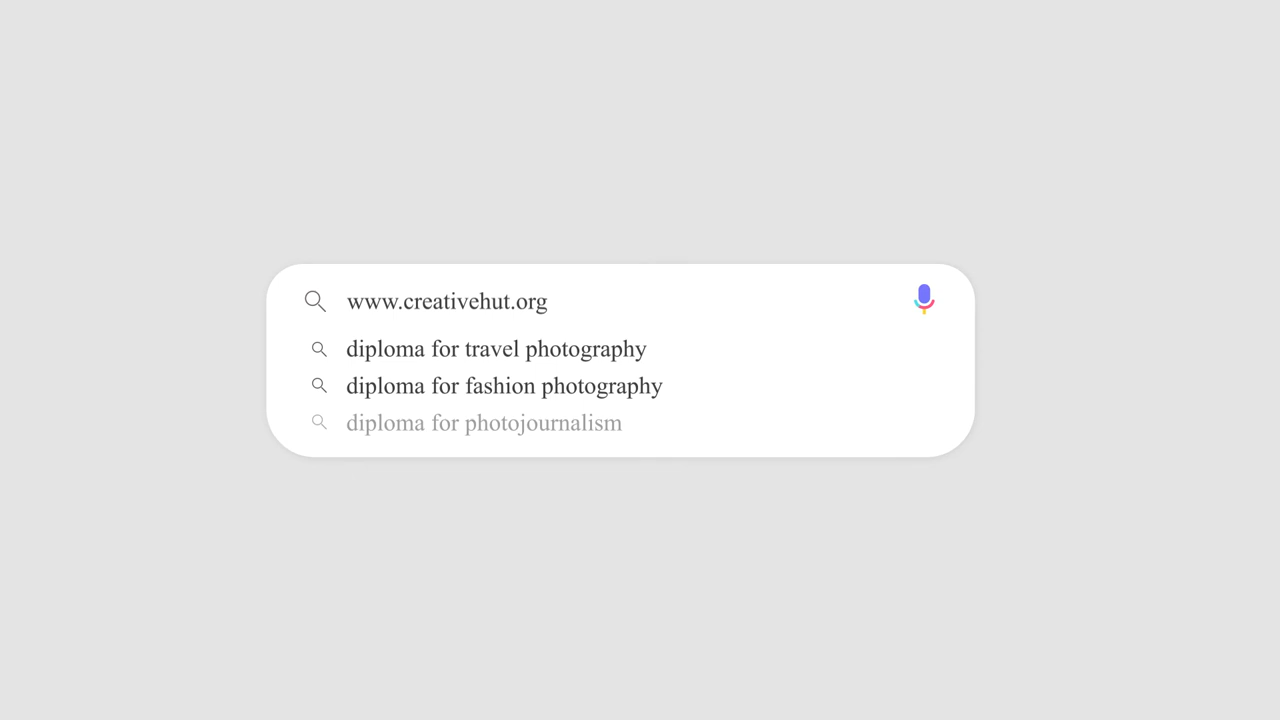 www.creativehut.org
diploma for travel photography
diploma for fashion photography
diploma for photojournalism